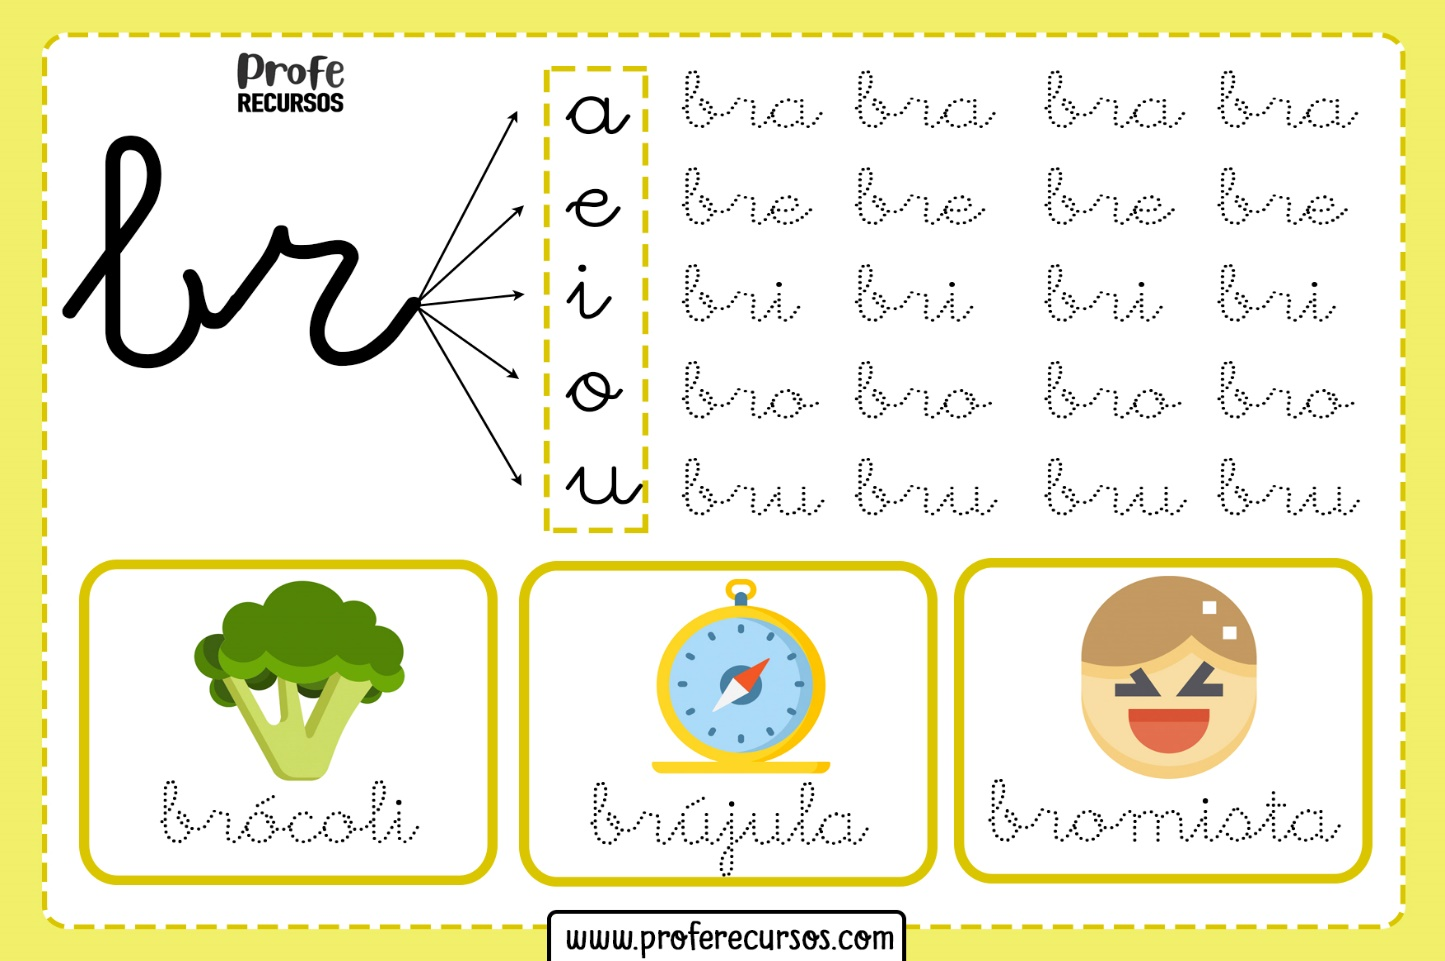 Profe
RECURSOS
br
a bra bra bra bra
e bre bre bre bre
i bri bri bri bri
o bro bro bro bro
u bru bru bru bru
brócoli brájula bromista
www.proferecursos.com